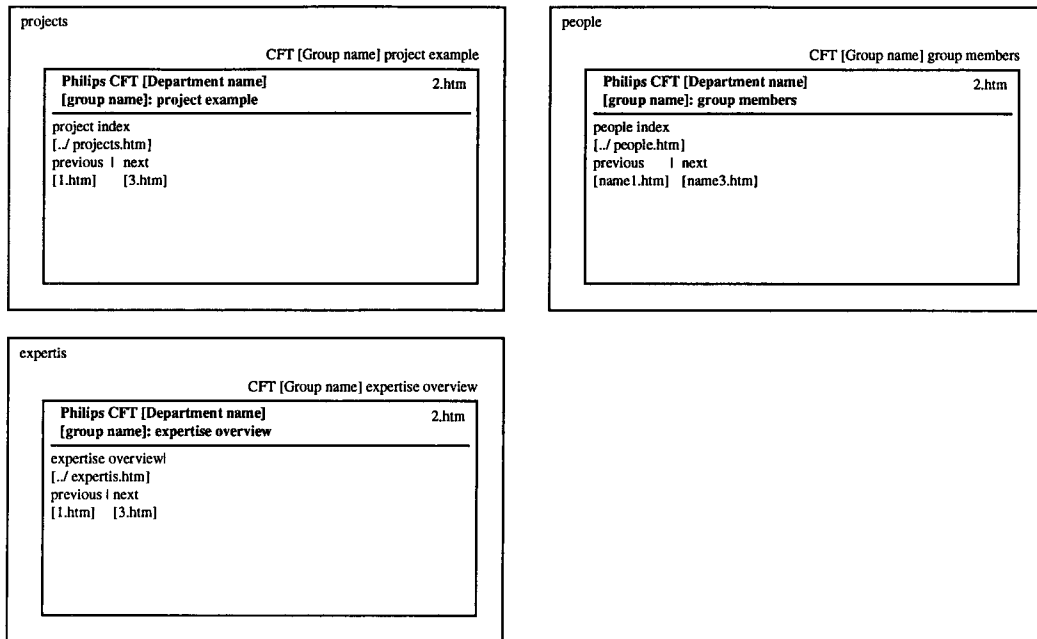 projects
CFT [Group name] project example
Philips CFT [Department name] 2.htm
[group name]: project example
project index
[../ projects.htm]
previous | next
[1.htm] [3.htm]
people
CFT [Group name] group members
Philips CFT [Department name] 2.htm
[group name]: group members
people index
[../ people.htm]
previous | next
[name1.htm] [name3.htm]
expertis
CFT [Group name] expertise overview
Philips CFT [Department name] 2.htm
[group name]: expertise overview
expertise overview|
[../ expertis.htm]
previous | next
[1.htm] [3.htm]